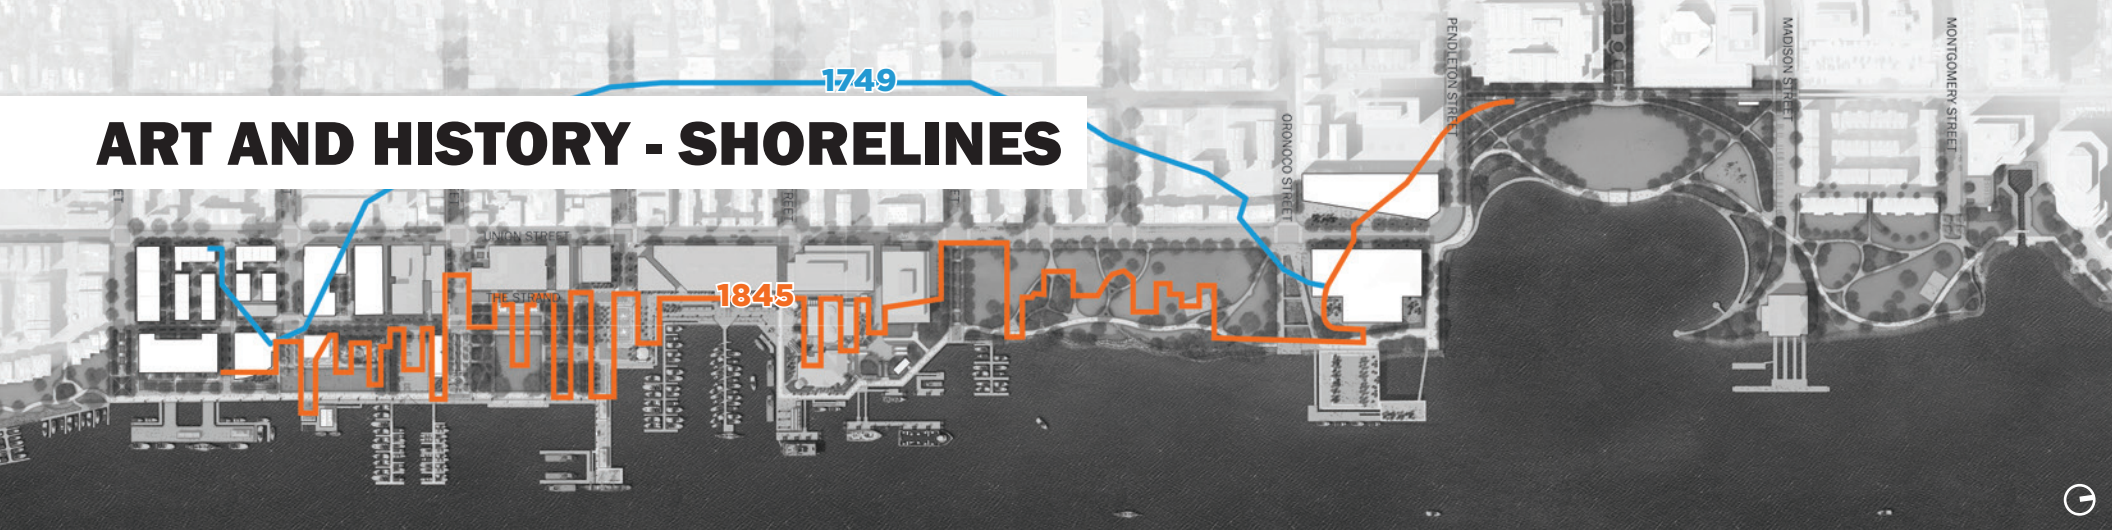 1749
ART AND HISTORY - SHORELINES
PENDLETON STREET
MADISON STREET
MONTGOMERY STREET
ORONOCO STREET
UNION STREET
THE STRAND
1845